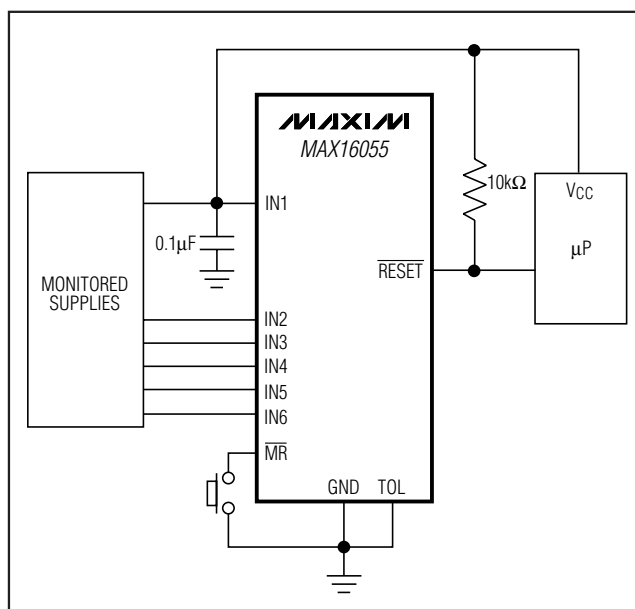 MAXIM
MAX16055
IN1
10kΩ
VCC
0.1μF
RESET
μP
MONITORED
SUPPLIES
IN2
IN3
IN4
IN5
IN6
MR
GND TOL